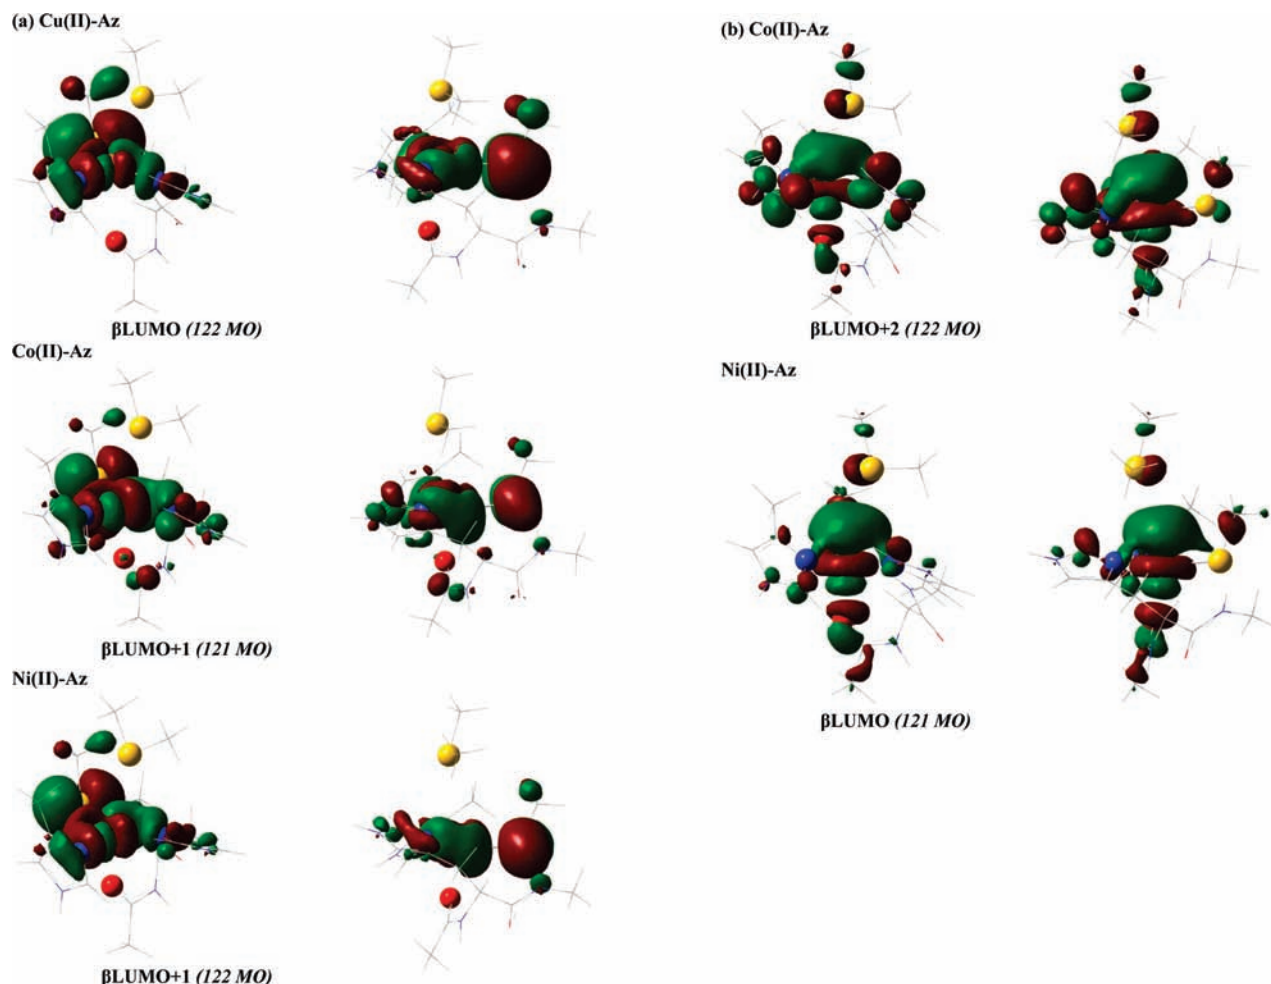 (a) Cu(II)-Az
βLUMO (122 MO)
Co(II)-Az
βLUMO+1 (121 MO)
Ni(II)-Az
βLUMO+1 (122 MO)
(b) Co(II)-Az
βLUMO+2 (122 MO)
Ni(II)-Az
βLUMO (121 MO)